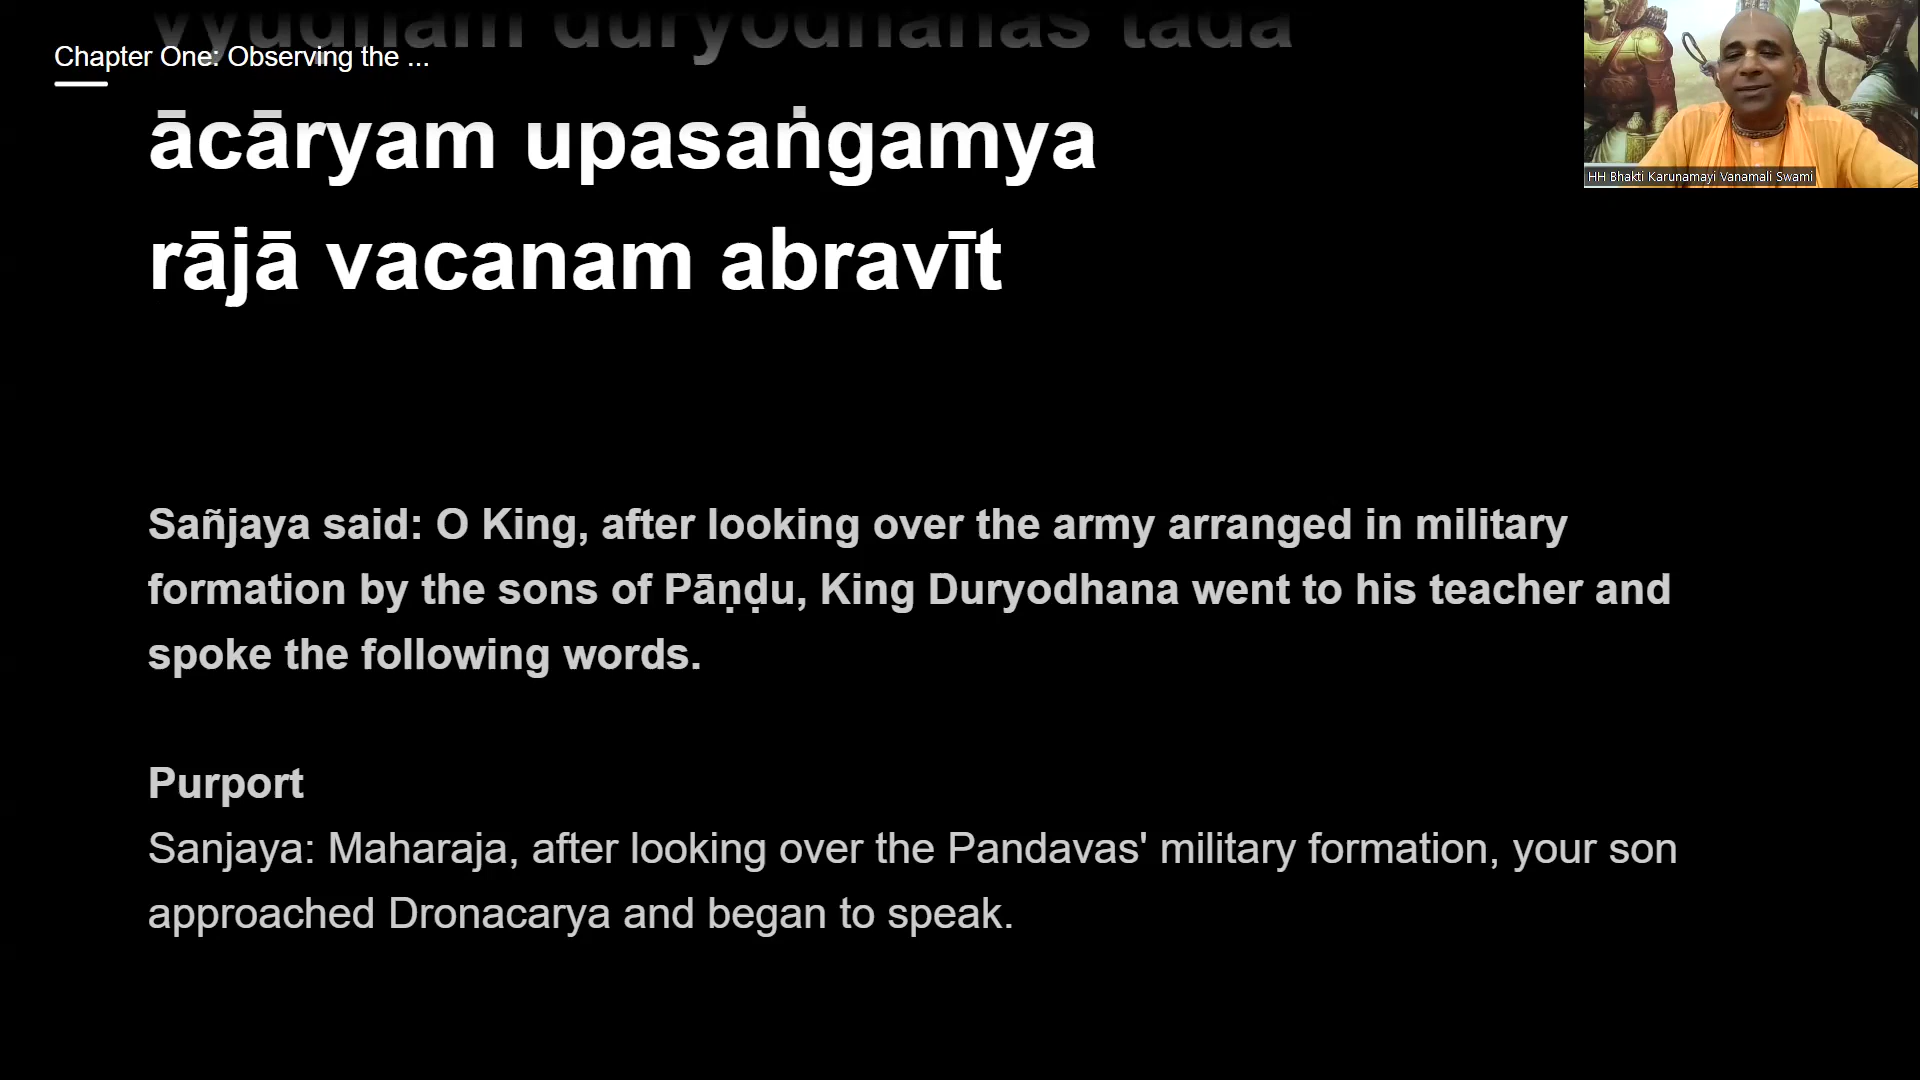 vyūḍhaṁ duryodhanas tadā
Chapter One: Observing the ...
ācāryam upasaṅgamya
rājā vacanam abravīt
HH Bhakti Karunamayi Vanamali Swami
Sañjaya said: O King, after looking over the army arranged in military
formation by the sons of Pāṇḍu, King Duryodhana went to his teacher and
spoke the following words.
Purport
Sanjaya: Maharaja, after looking over the Pandavas' military formation, your son
approached Dronacarya and began to speak.